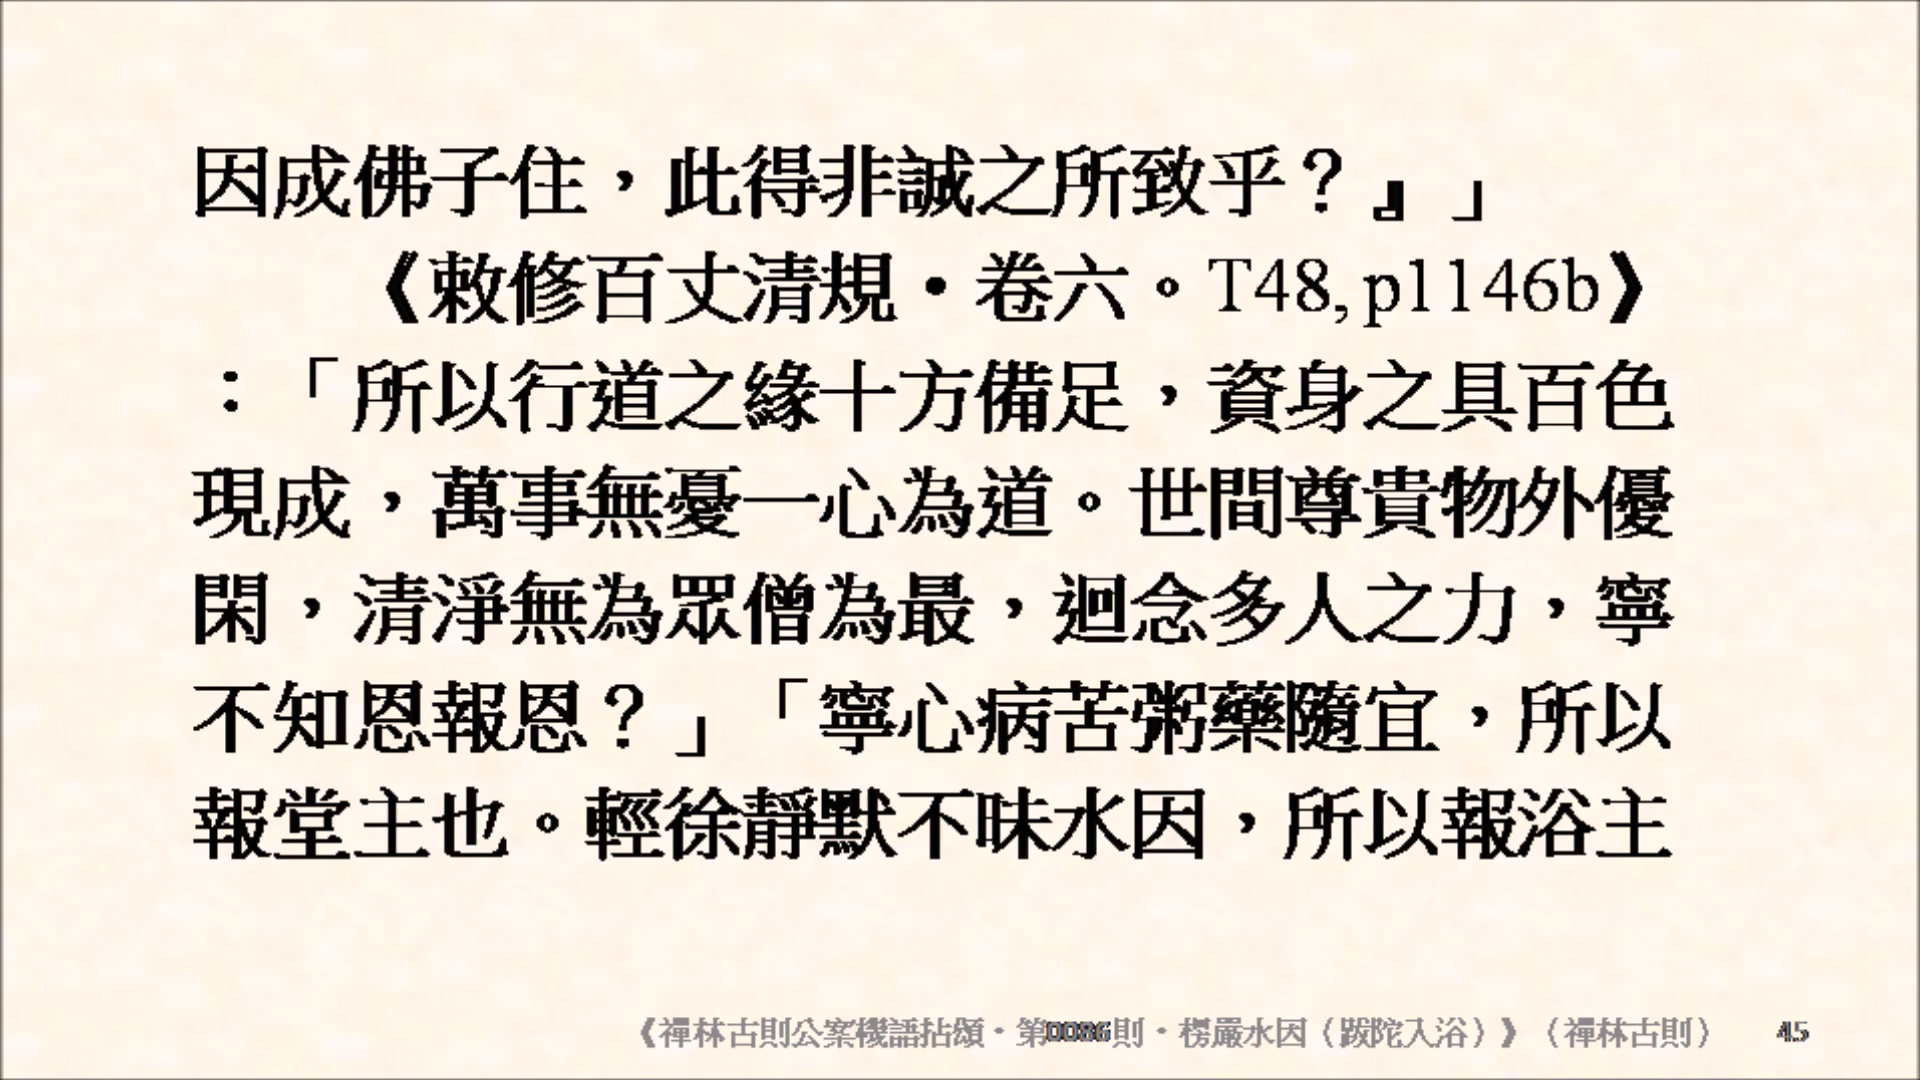 因成佛子住，此得非誠之所致乎？』」
《敕修百丈清規・卷六。T48, p1146b》
：「所以行道之緣十方備足，資身之具百色
現成，萬事無憂一心為道。世間尊貴物外優
閑，清淨無為眾僧為最，迴念多人之力，寧
不知恩報恩？」「寧心病苦粥藥隨宜，所以
報堂主也。輕徐靜默不昧水因，所以報浴主
《禪林古則公案機語拈頌・第0086則・楞嚴水因（跋陀入浴）》（禪林古則） 45